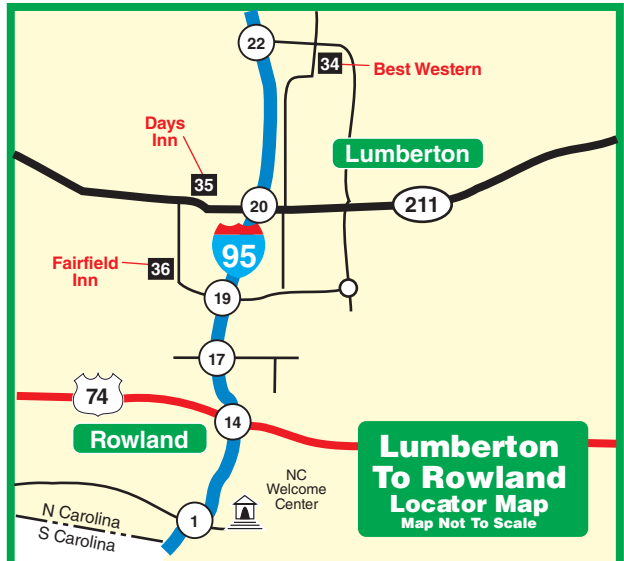 22
34
Best Western
Days
Inn
Lumberton
35
20
211
95
Fairfield
Inn
36
19
17
74
14
Rowland
Lumberton
To Rowland
Locator Map
Map Not To Scale
NC
Welcome
Center
N Carolina
S Carolina
1